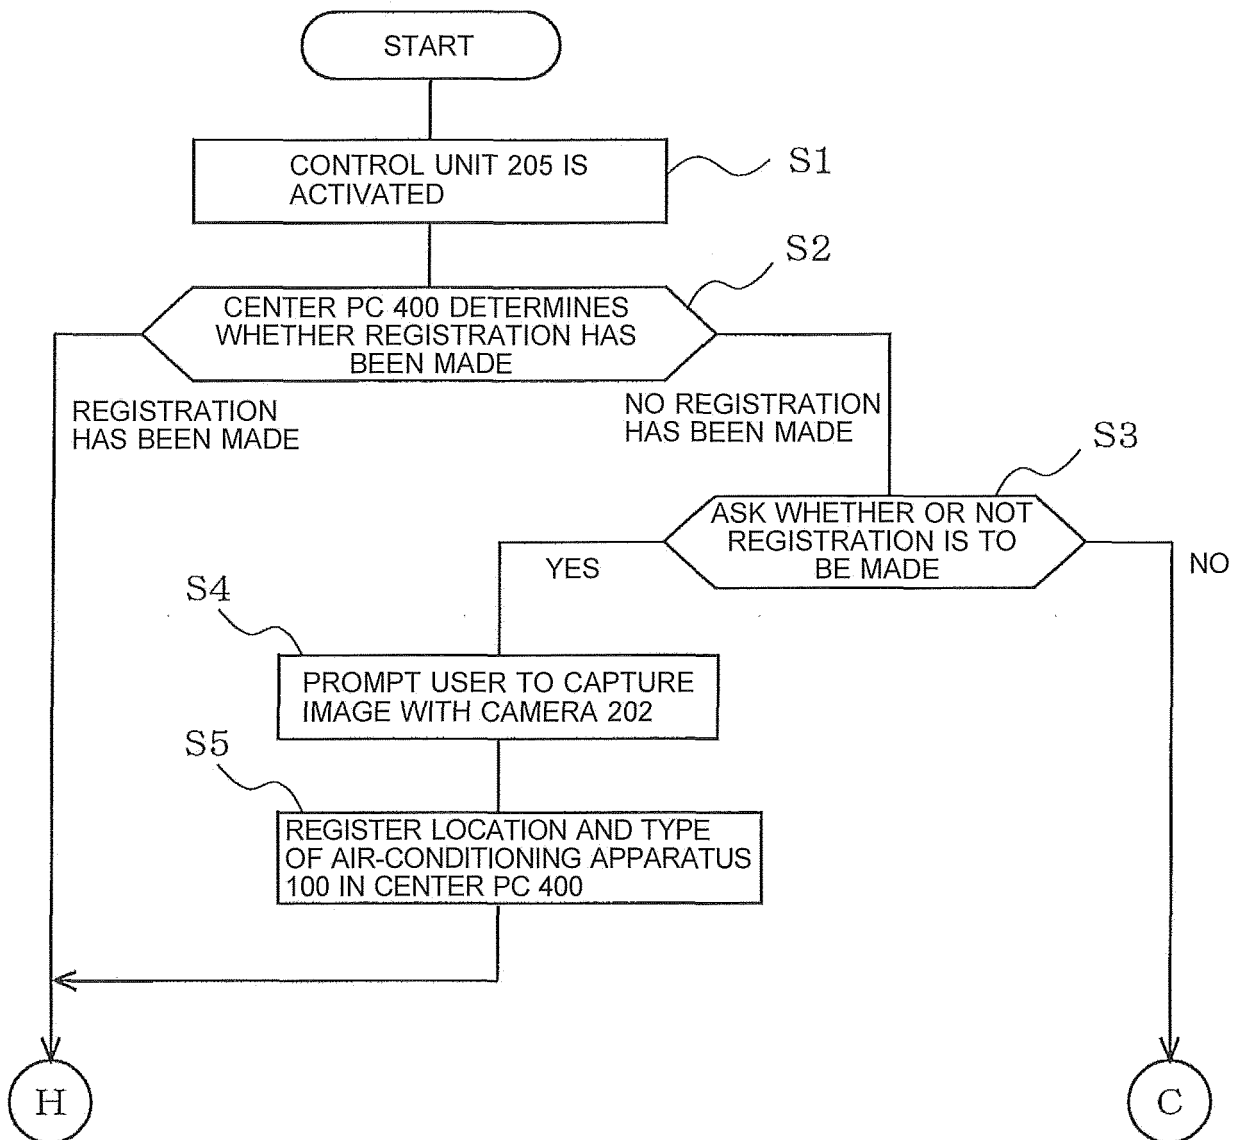 START
CONTROL UNIT 205 IS
ACTIVATED
S1
S2
CENTER PC 400 DETERMINES
WHETHER REGISTRATION HAS
BEEN MADE
REGISTRATION
HAS BEEN MADE
NO REGISTRATION
HAS BEEN MADE
S3
ASK WHETHER OR NOT
REGISTRATION IS TO
BE MADE
YES
NO
S4
PROMPT USER TO CAPTURE
IMAGE WITH CAMERA 202
S5
REGISTER LOCATION AND TYPE
OF AIR-CONDITIONING APPARATUS
100 IN CENTER PC 400
H
C